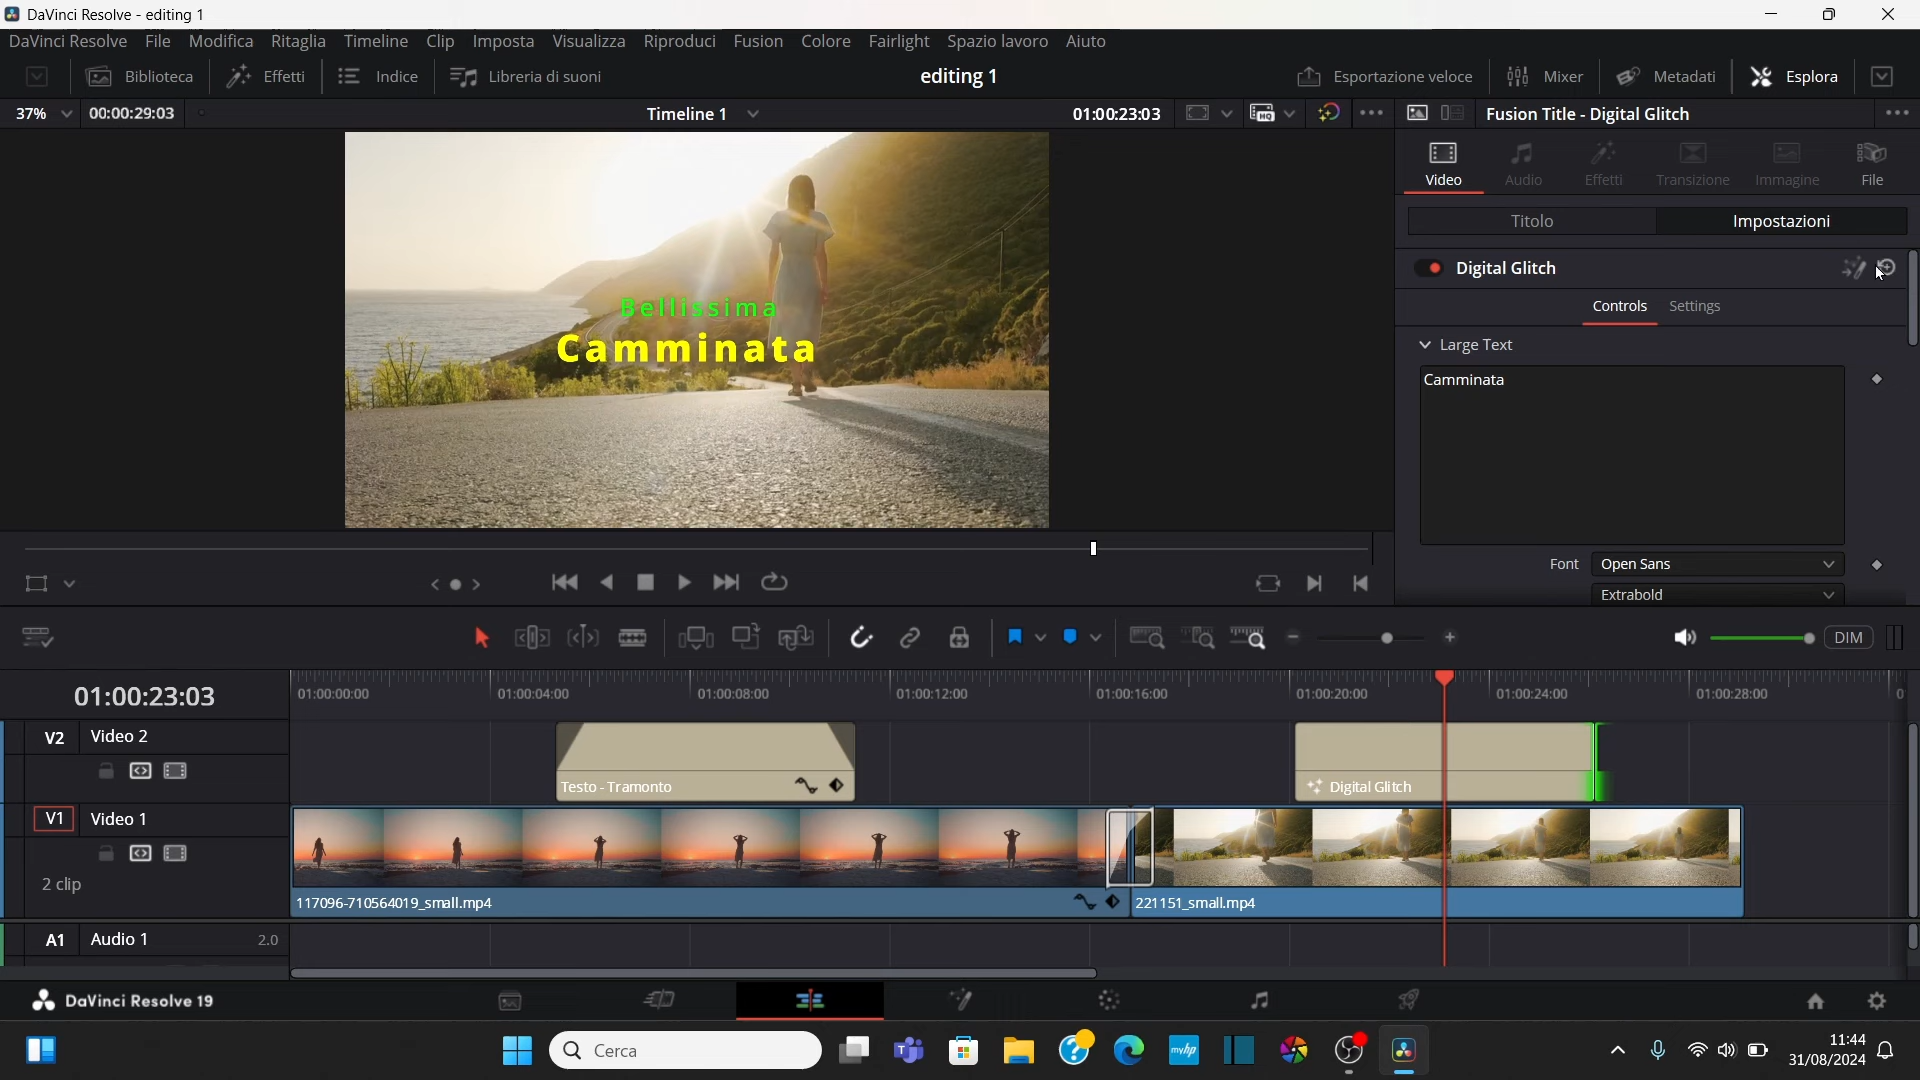 DaVinci Resolve - editing 1
DaVinci Resolve File Modifica Ritaglia Timeline Clip Imposta Visualizza Riproduci Fusion Colore Fairlight Spazio lavoro Aiuto
Biblioteca Effetti Indice Libreria di suoni editing 1 Esportazione veloce Mixer Metadati Esplora
37% 00:00:29:03 Timeline 1 01:00:23:03 HQ Fusion Title - Digital Glitch
Video Audio Effetti Transizione Immagine File
Titolo Impostazioni
Digital Glitch
Controls Settings
Large Text
Camminata
Bellissima
Camminata
Font Open Sans
Extrabold
DIM
01:00:23:03
01:00:00:00 01:00:04:00 01:00:08:00 01:00:12:00 01:00:16:00 01:00:20:00 01:00:24:00 01:00:28:00
V2 Video 2
Testo - Tramonto
Digital Glitch
V1 Video 1
2 clip
117096-710564019_small.mp4
221151_small.mp4
A1 Audio 1 2.0
DaVinci Resolve 19
Cerca
myhp
11:44
31/08/2024